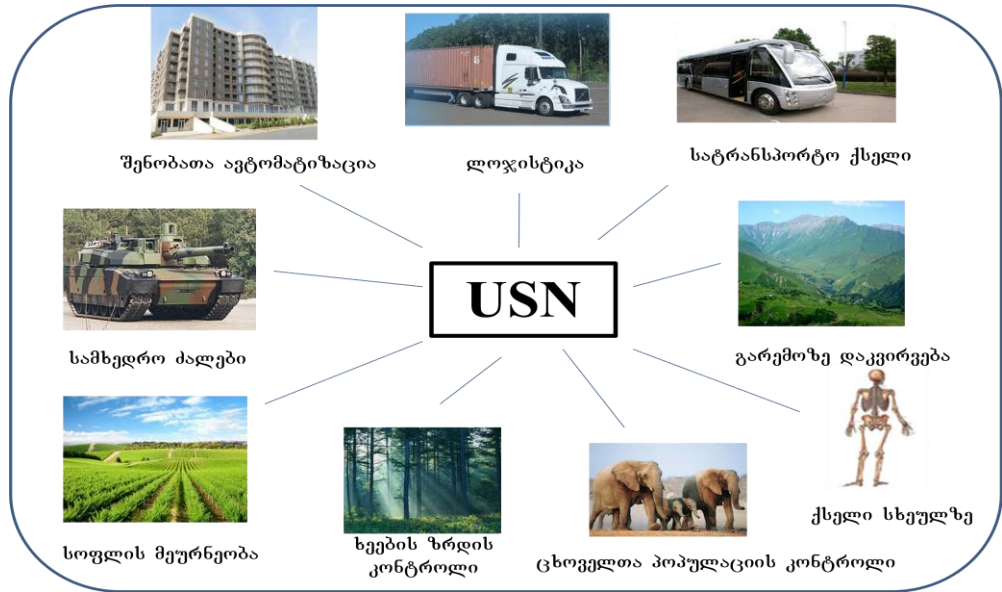 შენობათა ავტომატიზაცია
ლოჯისტიკა
სატრანსპორტო ქსელი
USN
სამხედრო ძალები
გარემოზე დაკვირვება
სოფლის მეურნეობა
ხეების ზრდის
კონტროლი
ცხოველთა პოპულაციის კონტროლი
ქსელი სხეულზე